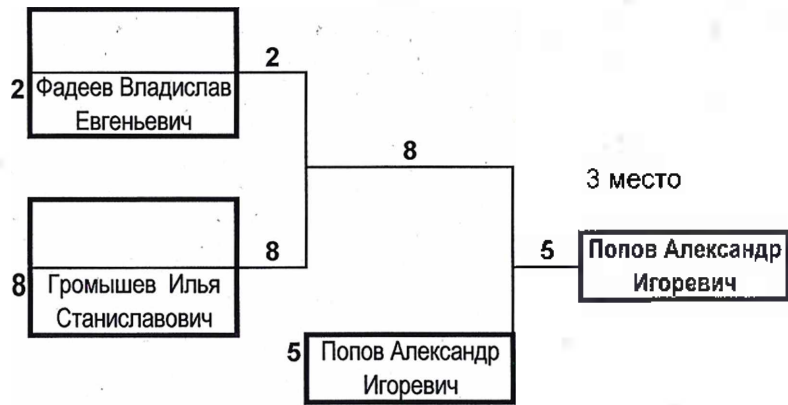 2
2 Фадеев Владислав
Евгеньевич
8
3 место
8
8 Громышев Илья
Станиславович
5
Попов Александр
Игоревич
5 Попов Александр
Игоревич